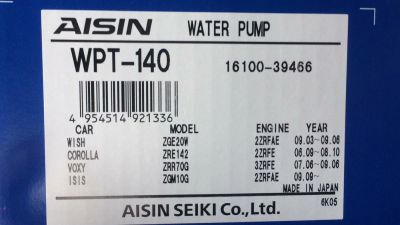 AISIN WATER PUMP
WPT-140 16100-39466
4 954514 921336
CAR MODEL ENGINE YEAR
WISH ZGE20W 2ZRFAE 09.03~09.06
COROLLA ZRE142 2ZRFE 06.09~08.10
VOXY ZRR70G 3ZRFE 07.06~09.06
ISIS ZGM10G 2ZRFAE 09.09~
MADE IN JAPAN
AISIN SEIKI Co.,Ltd. 6K05